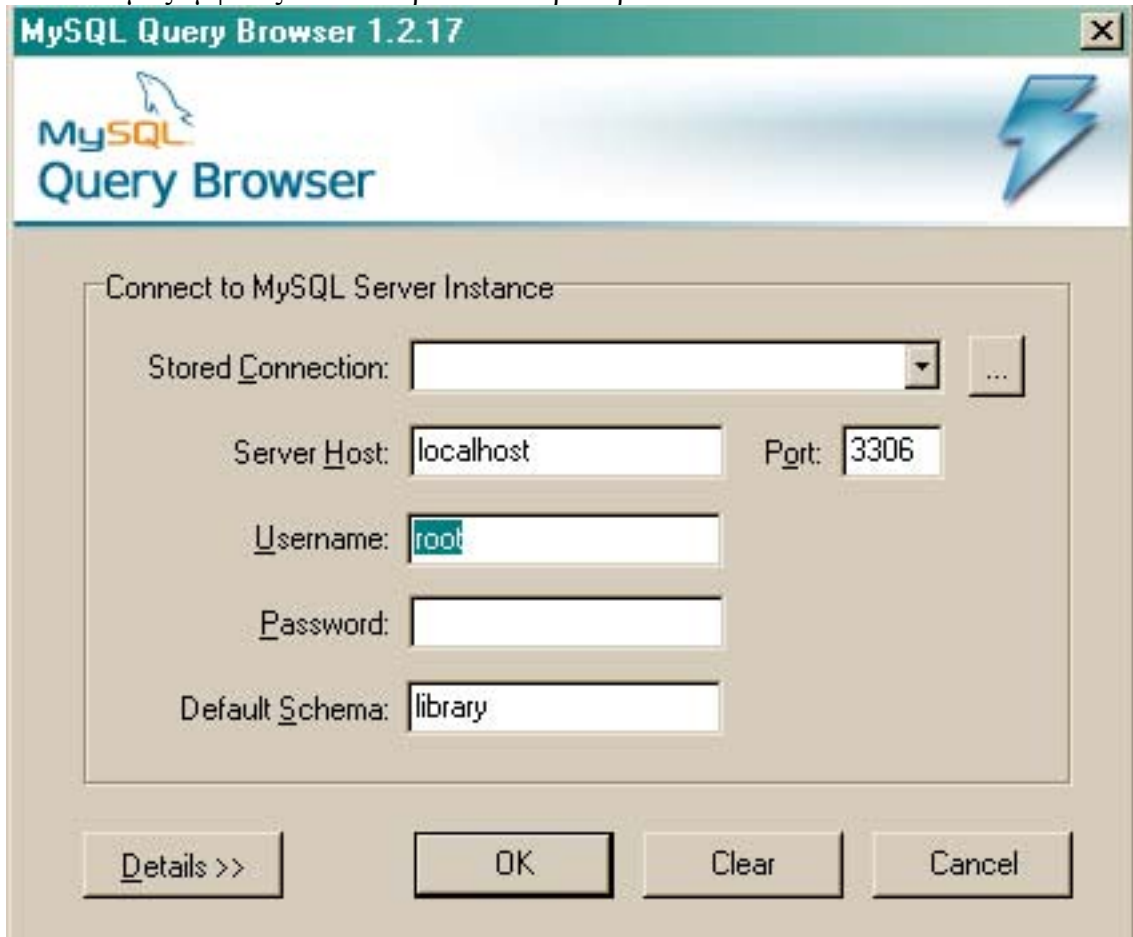 MySQL Query Browser 1.2.17
MySQL
Query Browser
Connect to MySQL Server Instance
Stored Connection:
...
Server Host: localhost Port: 3306
Username: root
Password:
Default Schema: library
Details >> OK Clear Cancel